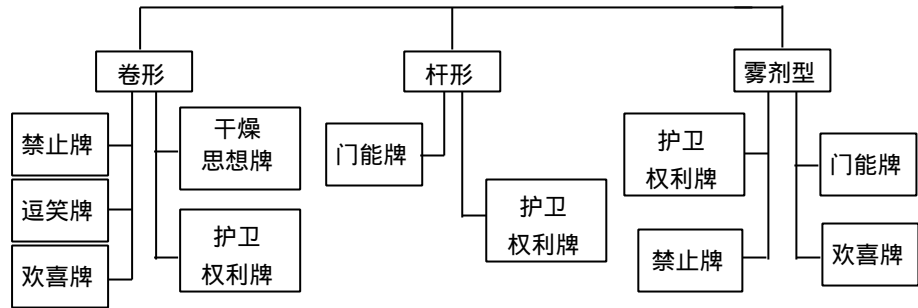 卷形
杆形
雾剂型
禁止牌
逗笑牌
欢喜牌
干燥
思想牌
护卫
权利牌
门能牌
护卫
权利牌
护卫
权利牌
禁止牌
门能牌
欢喜牌